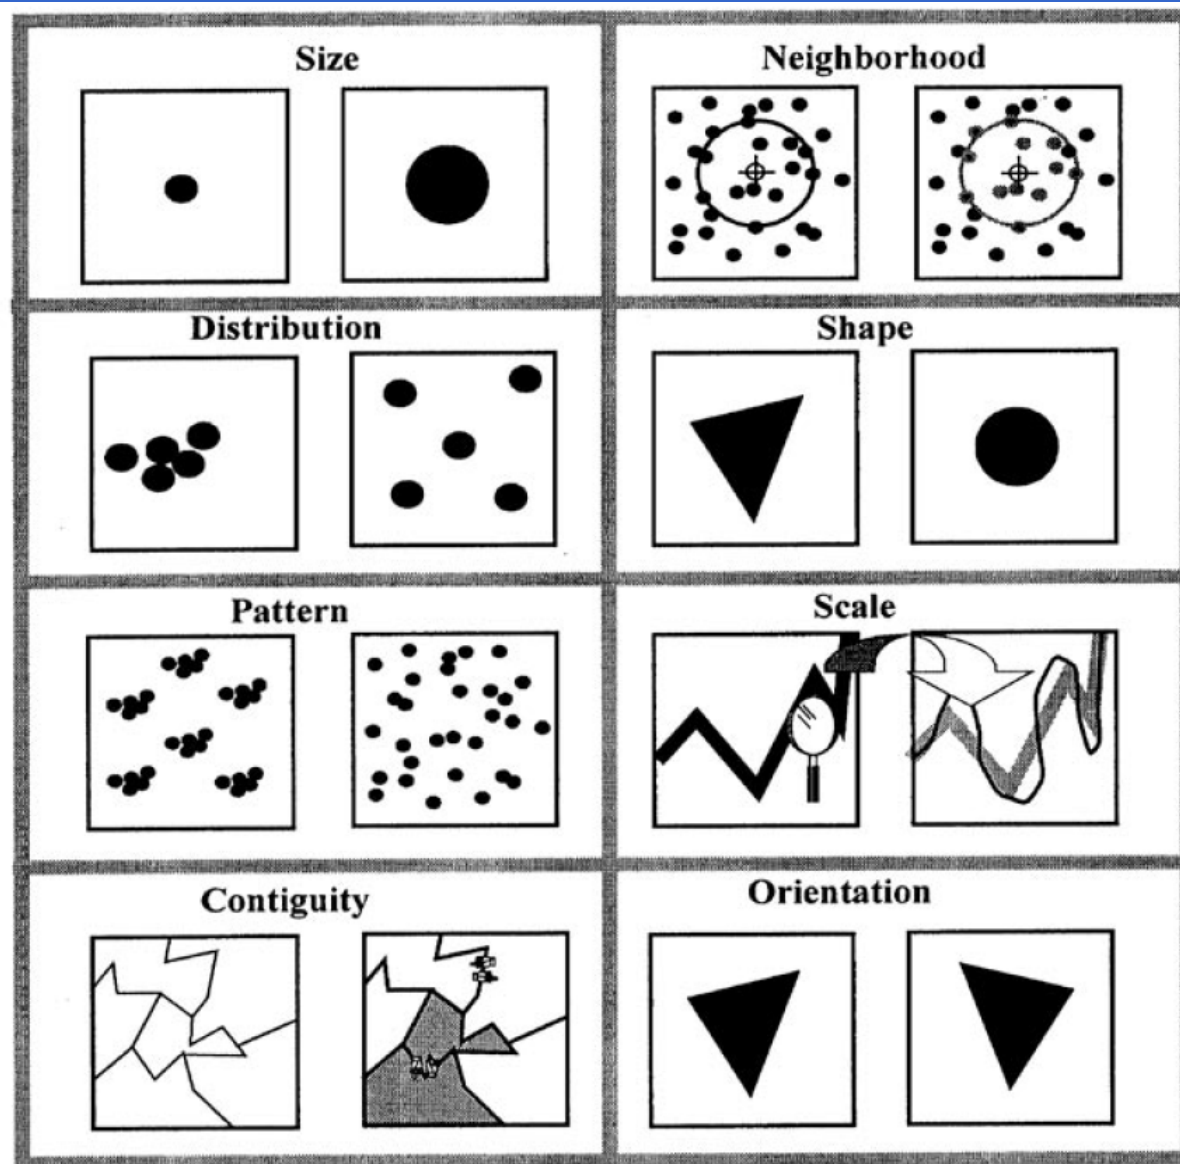 Size
Neighborhood
Distribution
Shape
Pattern
Scale
Contiguity
Orientation